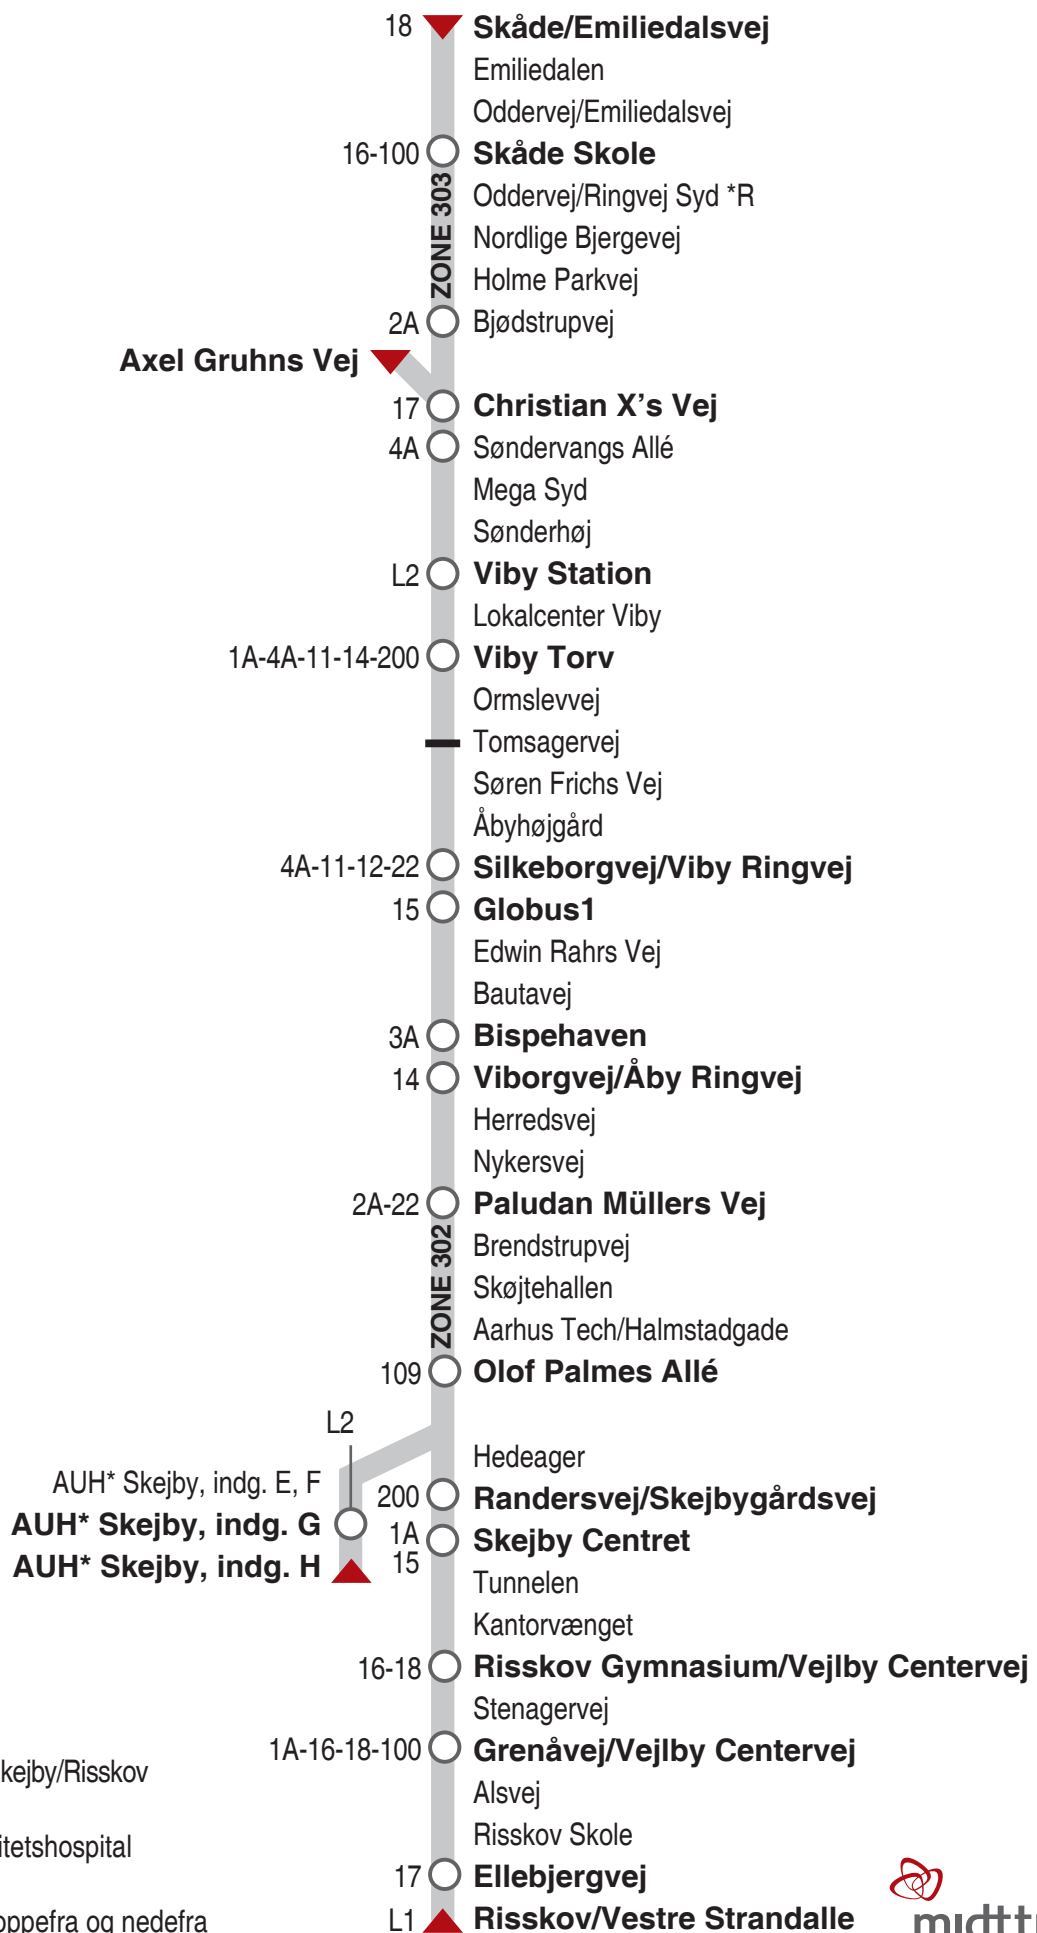 18 Skåde/Emiliedalsvej
Emiliedalen
Oddervej/Emiliedalsvej
16-100 Skåde Skole
ZONE 303
Oddervej/Ringvej Syd *R
Nordlige Bjergevej
Holme Parkvej
2A Bjødstrupvej
Axel Gruhns Vej
17 Christian X's Vej
4A Søndervangs Allé
Mega Syd
Sønderhøj
L2 Viby Station
Lokalcenter Viby
1A-4A-11-14-200 Viby Torv
Ormslevvej
Tomsagervej
Søren Frichs Vej
Åbyhøjgård
4A-11-12-22 Silkeborgvej/Viby Ringvej
15 Globus1
Edwin Rahrs Vej
Bautavej
3A Bispehaven
14 Viborgvej/Åby Ringvej
Herredsvej
Nykersvej
2A-22 Paludan Müllers Vej
ZONE 302
Brendstrupvej
Skøjtehallen
Aarhus Tech/Halmstadgade
109 Olof Palmes Allé
L2
Hedeager
AUH* Skejby, indg. E, F
200 Randersvej/Skejbygårdsvej
AUH* Skejby, indg. G
1A Skejby Centret
15
AUH* Skejby, indg. H
Tunnelen
Kantorvænget
16-18 Risskov Gymnasium/Vejlby Centervej
Stenagervej
1A-16-18-100 Grenåvej/Vejlby Centervej
kejby/Risskov
Alsvej
Risskov Skole
itetshospital
17 Ellebjergvej
oppefra og nedefra
L1 Risskov/Vestre Strandalle
midttr